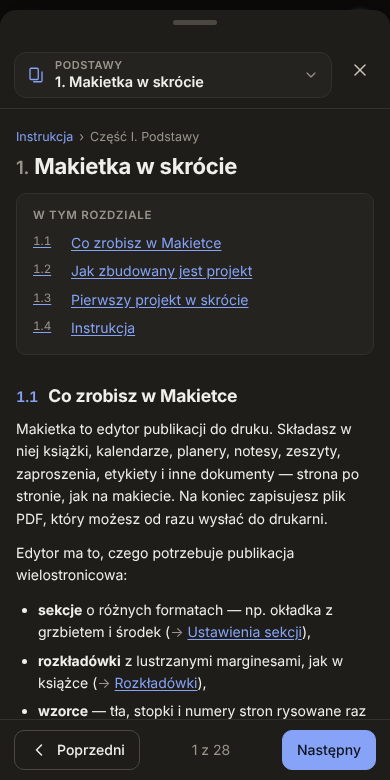 PODSTAWY
1. Makietka w skrócie
Instrukcja › Część I. Podstawy
1. Makietka w skrócie
W TYM ROZDZIALE
1.1 Co zrobisz w Makietce
1.2 Jak zbudowany jest projekt
1.3 Pierwszy projekt w skrócie
1.4 Instrukcja
1.1 Co zrobisz w Makietce
Makietka to edytor publikacji do druku. Składasz w
niej książki, kalendarze, planery, notesy, zeszyty,
zaproszenia, etykiety i inne dokumenty — strona po
stronie, jak na makiecie. Na koniec zapisujesz plik
PDF, który możesz od razu wysłać do drukarni.
Edytor ma to, czego potrzebuje publikacja
wielostronicowa:
• sekcje o różnych formatach — np. okładka z
grzbietem i środek (→ Ustawienia sekcji),
• rozkładówki z lustrzanymi marginesami, jak w
książce (→ Rozkładówki),
• wzorce — tła, stopki i numery stron rysowane raz
Poprzedni 1 z 28 Następny